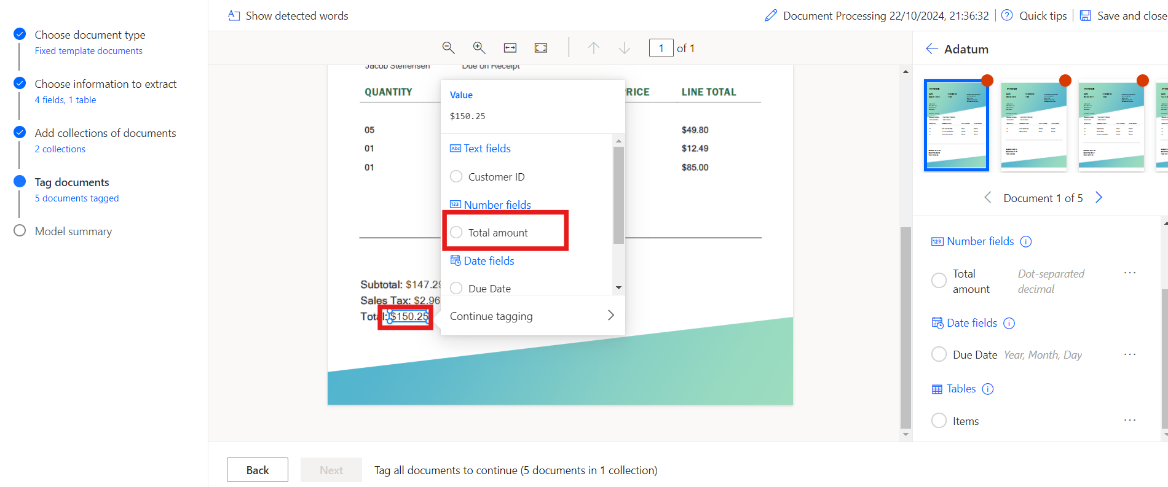 Choose document type
Fixed template documents
Choose information to extract
4 fields, 1 table
Add collections of documents
2 collections
Tag documents
5 documents tagged
Model summary
Show detected words
Document Processing 22/10/2024, 21:36:32
Quick tips
Save and close
1 of 1
Due on Receipt
QUANTITY
RICE
LINE TOTAL
05
$49.80
01
$12.49
01
$85.00
Subtotal: $147.29
Sales Tax: $2.96
Total: $150.25
Value
$150.25
Text fields
Customer ID
Number fields
Total amount
Date fields
Due Date
Continue tagging
Adatum
Document 1 of 5
Number fields
Total amount
Dot-separated decimal
Date fields
Due Date
Year, Month, Day
Tables
Items
Back
Next
Tag all documents to continue (5 documents in 1 collection)